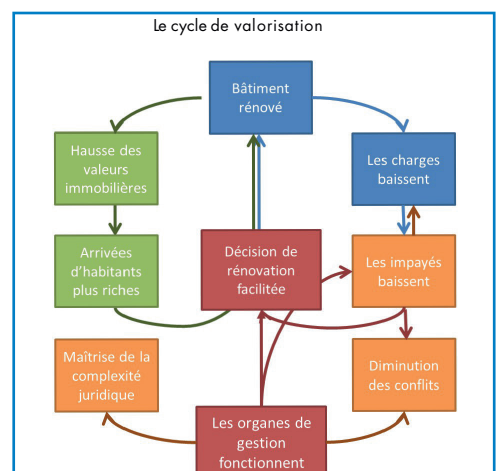 Le cycle de valorisation
Bâtiment
rénové
Hausse des
valeurs
immobilières
Les charges
baissent
Arrivées
d'habitants
plus riches
Décision de
rénovation
facilitée
Les impayés
baissent
Maîtrise de la
complexité
juridique
Diminution
des conflits
Les organes de
gestion
fonctionnent